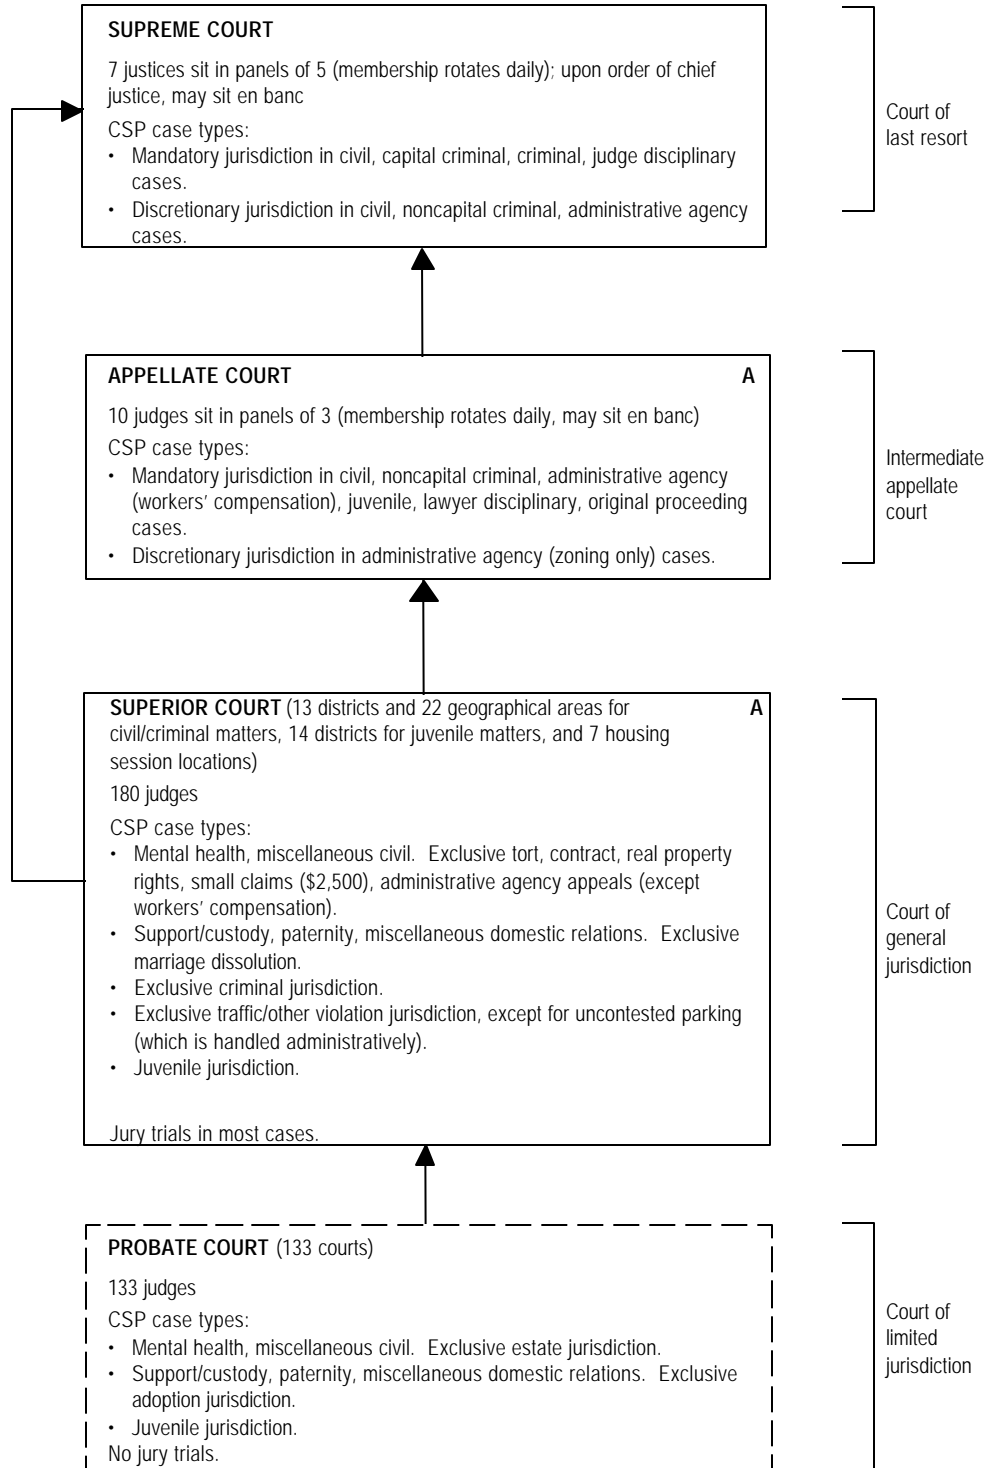 SUPREME COURT
7 justices sit in panels of 5 (membership rotates daily); upon order of chief
justice, may sit en banc
CSP case types:
• Mandatory jurisdiction in civil, capital criminal, criminal, judge disciplinary
cases.
• Discretionary jurisdiction in civil, noncapital criminal, administrative agency
cases.
Court of
last resort
APPELLATE COURT A
10 judges sit in panels of 3 (membership rotates daily, may sit en banc)
CSP case types:
• Mandatory jurisdiction in civil, noncapital criminal, administrative agency
(workers' compensation), juvenile, lawyer disciplinary, original proceeding
cases.
• Discretionary jurisdiction in administrative agency (zoning only) cases.
Intermediate
appellate
court
SUPERIOR COURT (13 districts and 22 geographical areas for A
civil/criminal matters, 14 districts for juvenile matters, and 7 housing
session locations)
180 judges
CSP case types:
• Mental health, miscellaneous civil. Exclusive tort, contract, real property
rights, small claims ($2,500), administrative agency appeals (except
workers' compensation).
• Support/custody, paternity, miscellaneous domestic relations. Exclusive
marriage dissolution.
• Exclusive criminal jurisdiction.
• Exclusive traffic/other violation jurisdiction, except for uncontested parking
(which is handled administratively).
• Juvenile jurisdiction.
Jury trials in most cases.
Court of
general
jurisdiction
PROBATE COURT (133 courts)
133 judges
CSP case types:
• Mental health, miscellaneous civil. Exclusive estate jurisdiction.
• Support/custody, paternity, miscellaneous domestic relations. Exclusive
adoption jurisdiction.
• Juvenile jurisdiction.
No jury trials.
Court of
limited
jurisdiction